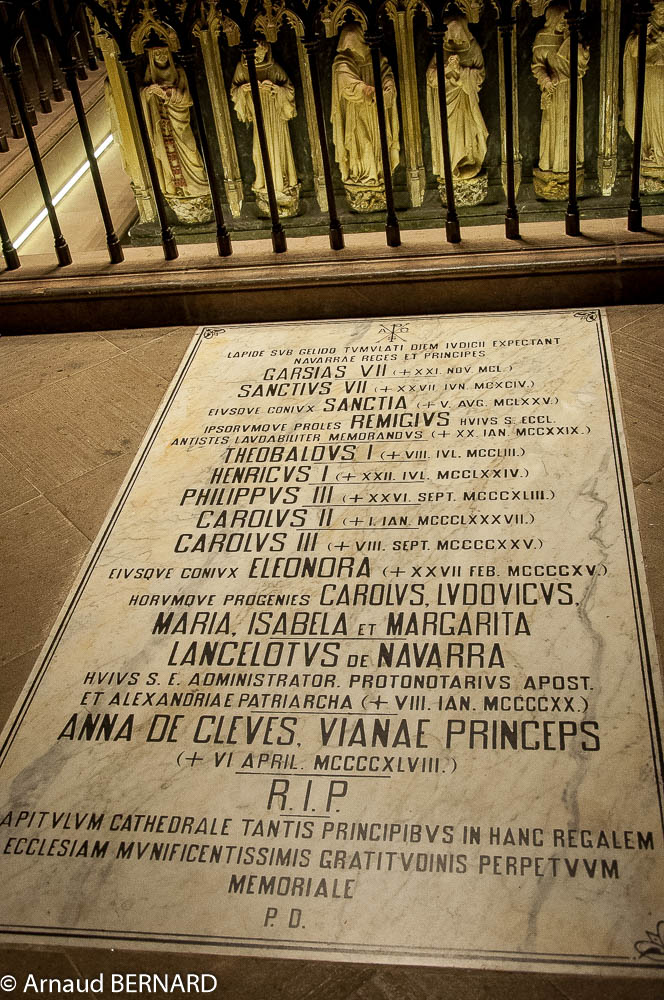 A ☧ Ω
LAPIDE SVB GELIDO TVMVLATI DIEM IVDICII EXPECTANT
NAVARRAE REGES ET PRINCIPES
GARSIAS VII (+ XXI. NOV. MCL.)
SANCTIVS VII (+ XXVII IVN. MCXCIV.)
EIVSQVE CONIVX SANCTIA (+ V. AVG. MCLXXV.)
IPSORVMQVE PROLES REMIGIVS HVIVS S. ECCL.
ANTISTES LAVDABILITER MEMORANDVS (+ XX. IAN. MCCXXIX.)
THEOBALDVS I (+ VIII. IVL. MCCLIII.)
HENRICVS I (+ XXII. IVL. MCCLXXIV.)
PHILIPPVS III (+ XXVI. SEPT. MCCCXLIII.)
CAROLVS II (+ I. IAN. MCCCLXXXVII.)
CAROLVS III (+ VIII. SEPT. MCCCCXXV.)
EIVSQVE CONIVX ELEONORA (+ XXVII FEB. MCCCCXV.)
HORVMQVE PROGENIES CAROLVS, LVDOVICVS,
MARIA, ISABELA ET MARGARITA
LANCELOTVS DE NAVARRA
HVIVS S. E. ADMINISTRATOR. PROTONOTARIVS APOST.
ET ALEXANDRIAE PATRIARCHA (+ VIII. IAN. MCCCCXX.)
ANNA DE CLEVES, VIANAE PRINCEPS
(+ VI APRIL. MCCCCXLVIII.)
R.I.P.
APITVLVM CATHEDRALE TANTIS PRINCIPIBVS IN HANC REGALEM
ECCLESIAM MVNIFICENTISSIMIS GRATITVDINIS PERPETVVM
MEMORIALE
P. D.
© Arnaud BERNARD